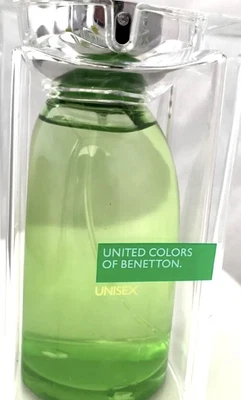 UNITED COLORS
OF BENETTON.
UNISEX